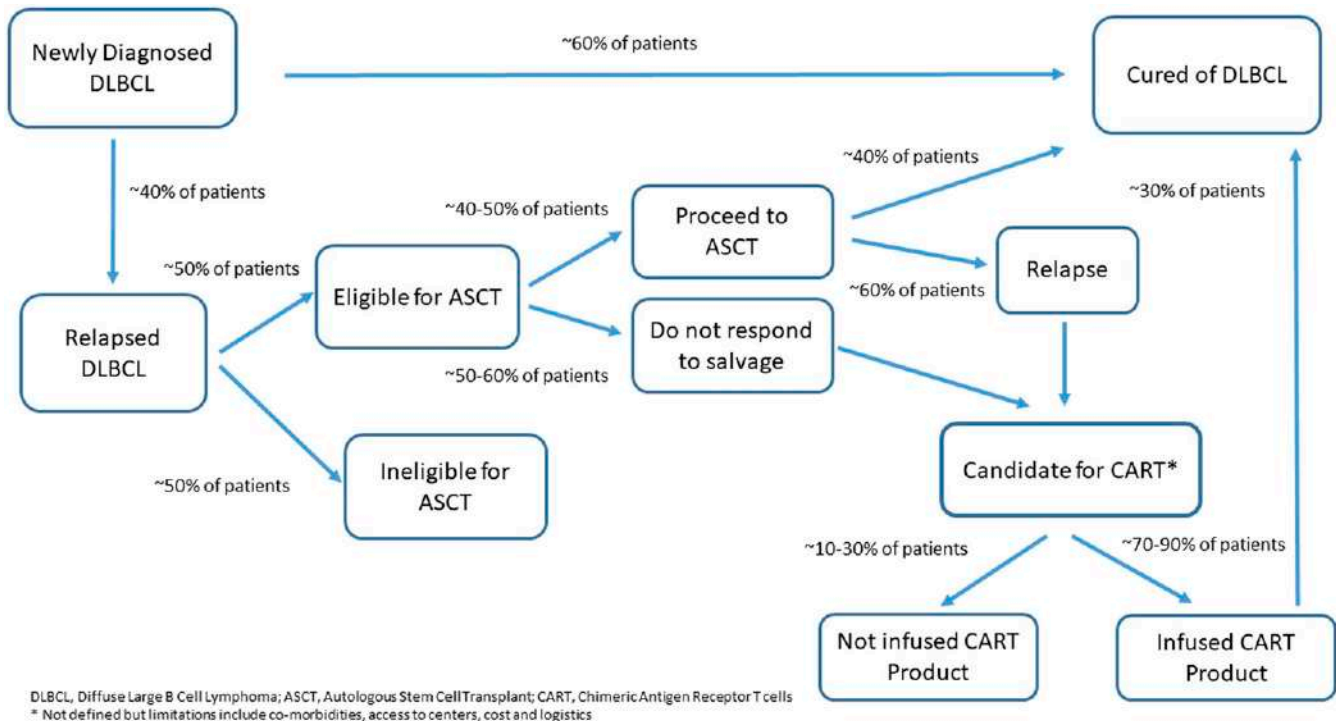 Newly Diagnosed
DLBCL
~60% of patients
Cured of DLBCL
~40% of patients
~40% of patients
~30% of patients
~40-50% of patients
Proceed to
ASCT
~50% of patients
Eligible for ASCT
Relapse
~60% of patients
Relapsed
DLBCL
Do not respond
to salvage
~50-60% of patients
Ineligible for
ASCT
~50% of patients
Candidate for CART*
~10-30% of patients
~70-90% of patients
Not infused CART
Product
Infused CART
Product
DLBCL, Diffuse Large B Cell Lymphoma; ASCT, Autologous Stem Cell Transplant; CART, Chimeric Antigen Receptor T cells
* Not defined but limitations include co-morbidities, access to centers, cost and logistics